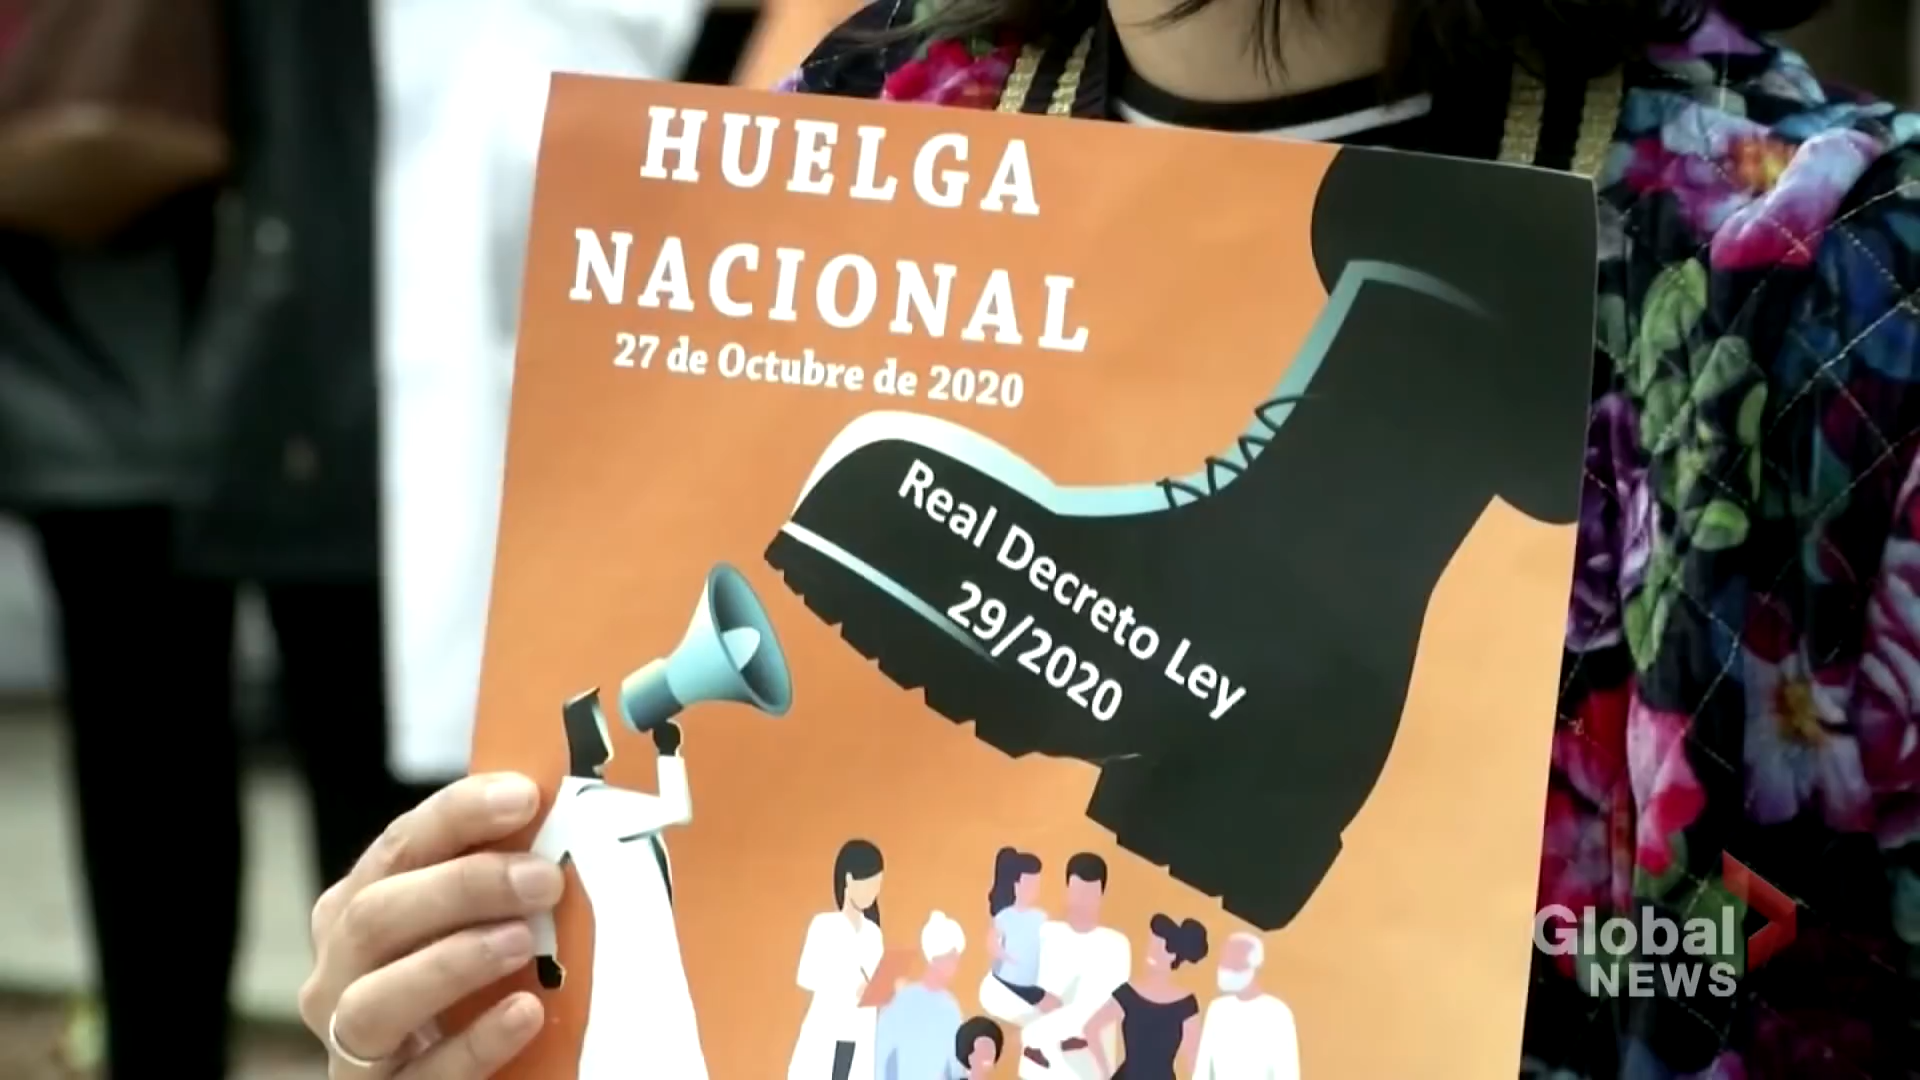 HUELGA
NACIONAL
27 de Octubre de 2020
Real Decreto Ley
29/2020
Global
NEWS